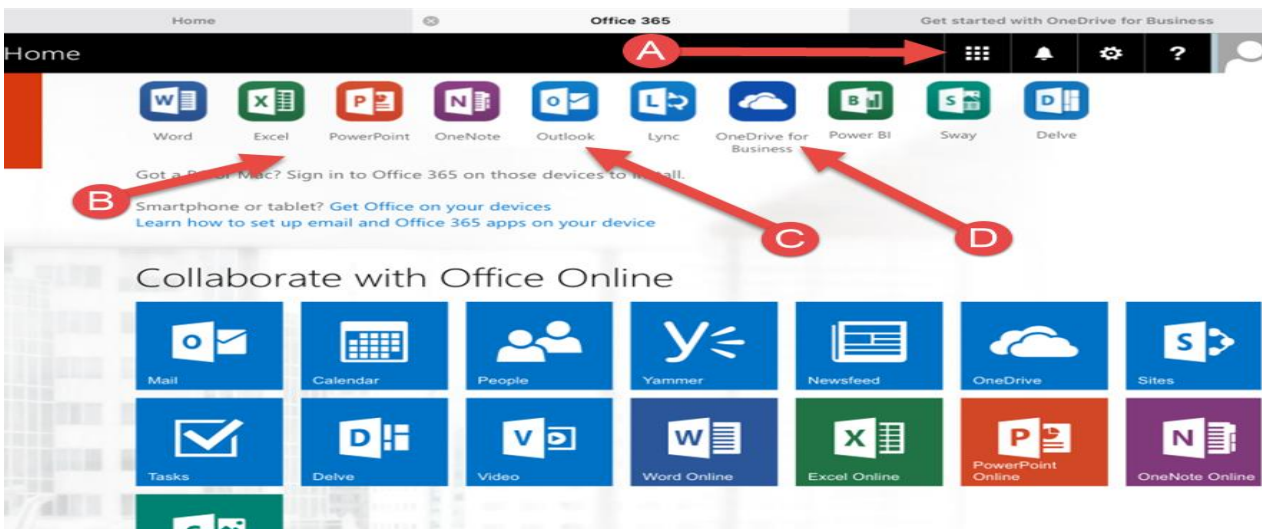 Home Office 365 Get started with OneDrive for Business
Home A ?
Word Excel PowerPoint OneNote Outlook Lync OneDrive for Business Power BI Sway Delve
B
Got a PC or Mac? Sign in to Office 365 on those devices to install.
Smartphone or tablet? Get Office on your devices
Learn how to set up email and Office 365 apps on your device
C D
Collaborate with Office Online
Mail Calendar People Yammer Newsfeed OneDrive Sites
Tasks Delve Video Word Online Excel Online PowerPoint Online OneNote Online